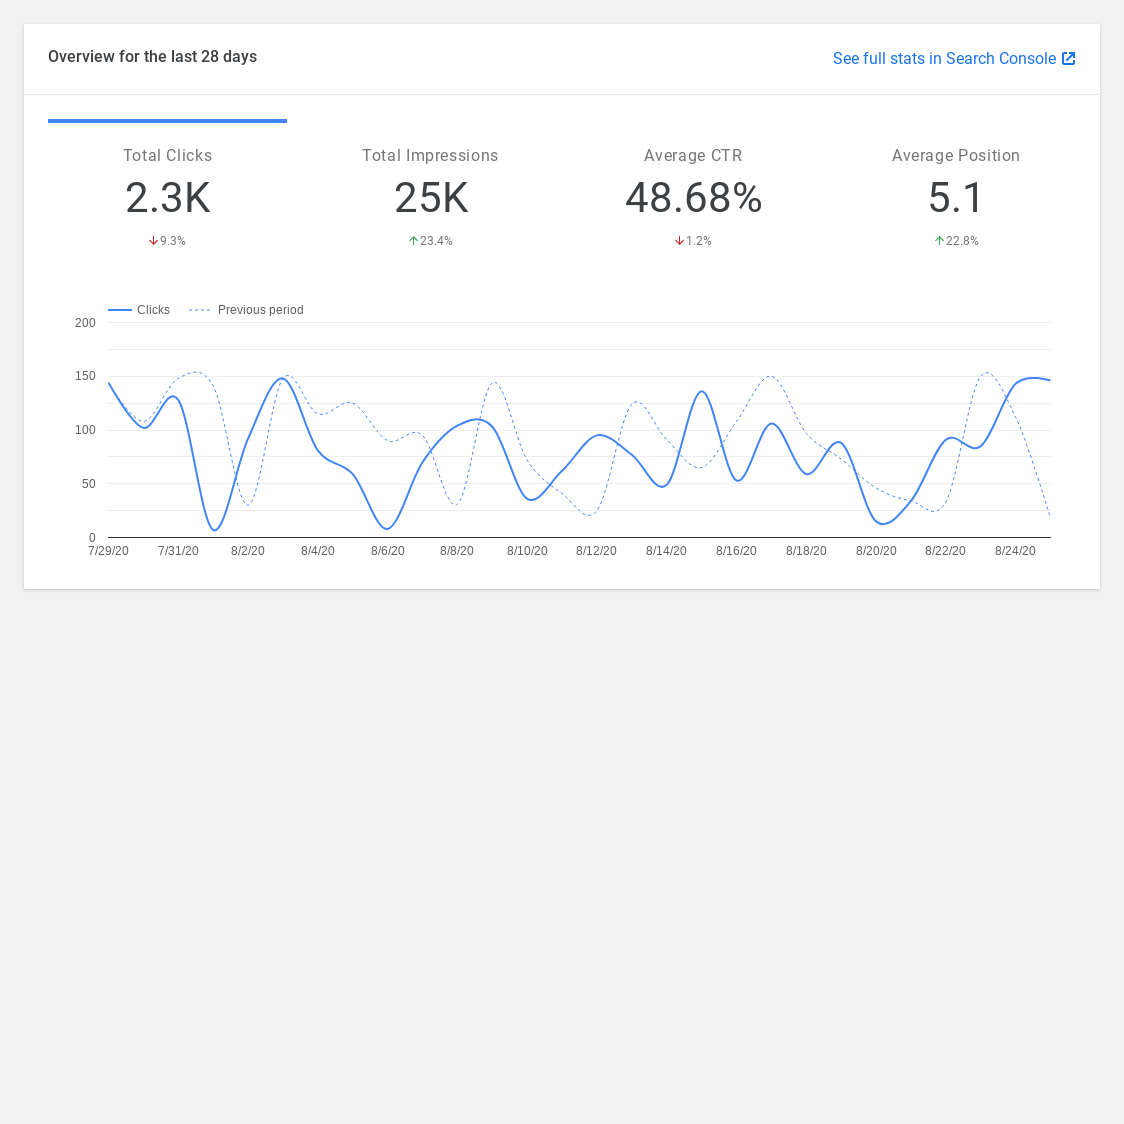 Overview for the last 28 days
See full stats in Search Console
Total Clicks
2.3K
9.3%
Total Impressions
25K
23.4%
Average CTR
48.68%
1.2%
Average Position
5.1
22.8%
Clicks
Previous period
200
150
100
50
0
7/29/20 7/31/20 8/2/20 8/4/20 8/6/20 8/8/20 8/10/20 8/12/20 8/14/20 8/16/20 8/18/20 8/20/20 8/22/20 8/24/20